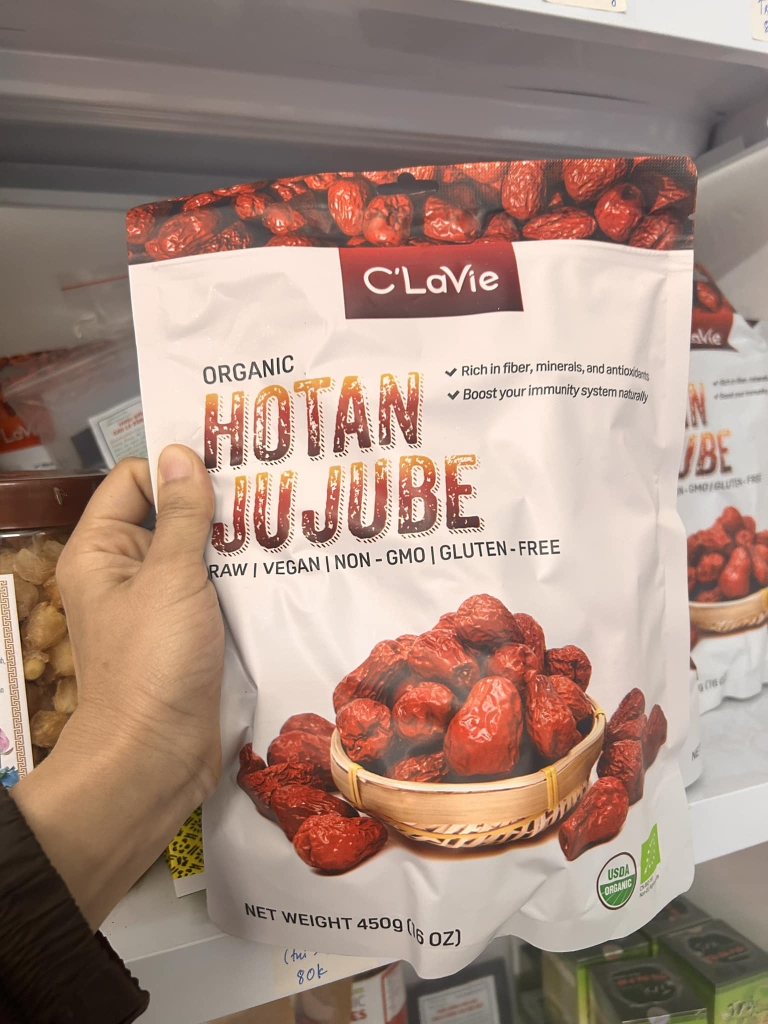 C'LaVie
ORGANIC
HOTAN
JUJUBE
RAW | VEGAN | NON - GMO | GLUTEN - FREE
Rich in fiber, minerals, and antioxidants
Boost your immunity system naturally
USDA
ORGANIC
NET WEIGHT 450g (16 OZ)
80k